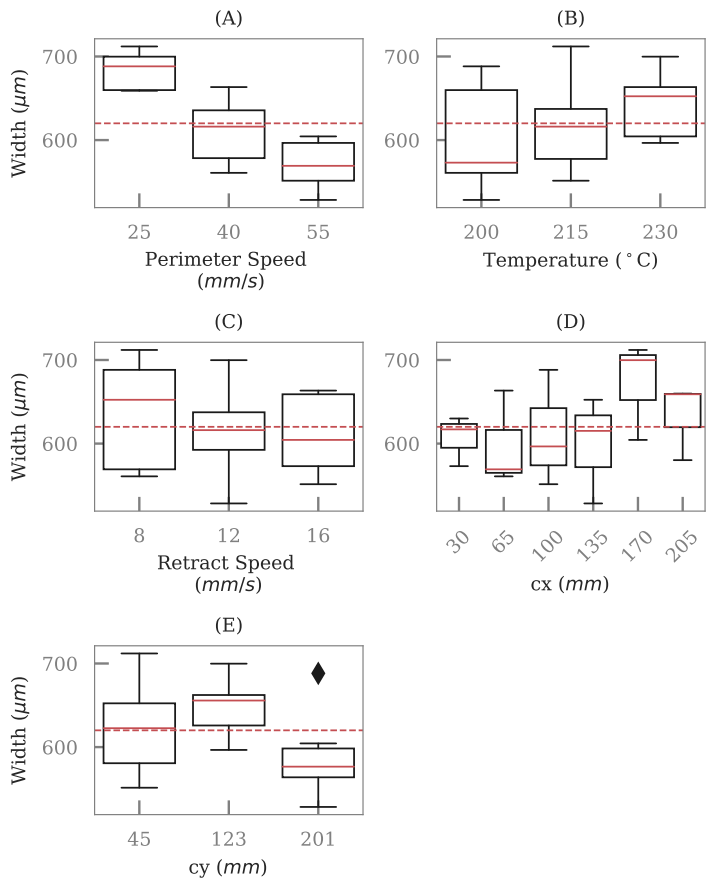 (A)
(B)
Width (μm)
700
600
25 40 55
200 215 230
Perimeter Speed
(mm/s)
Temperature (°C)
(C)
(D)
Width (μm)
700
600
700
600
8 12 16
30 65 100 135 170 205
Retract Speed
(mm/s)
cx (mm)
(E)
Width (μm)
700
600
45 123 201
cy (mm)